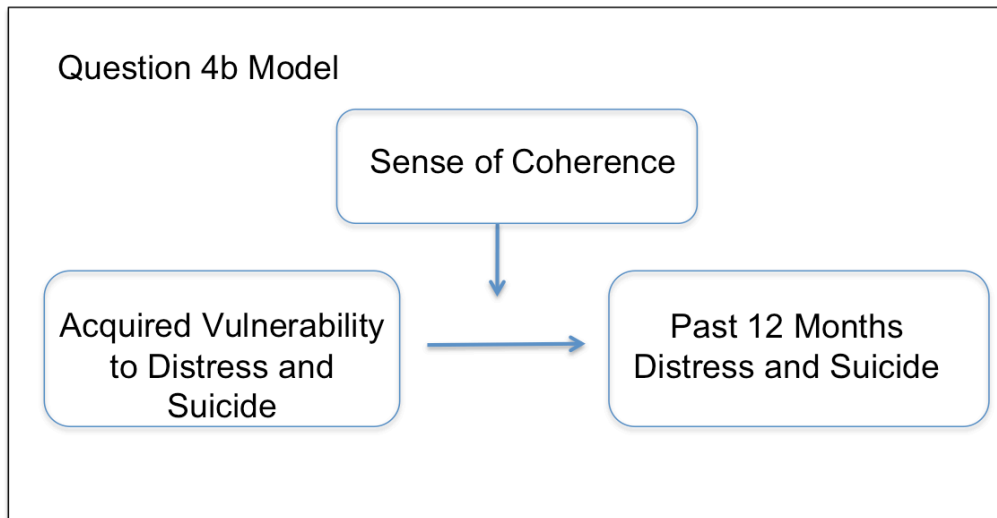 Question 4b Model
Sense of Coherence
Acquired Vulnerability
to Distress and
Suicide
Past 12 Months
Distress and Suicide